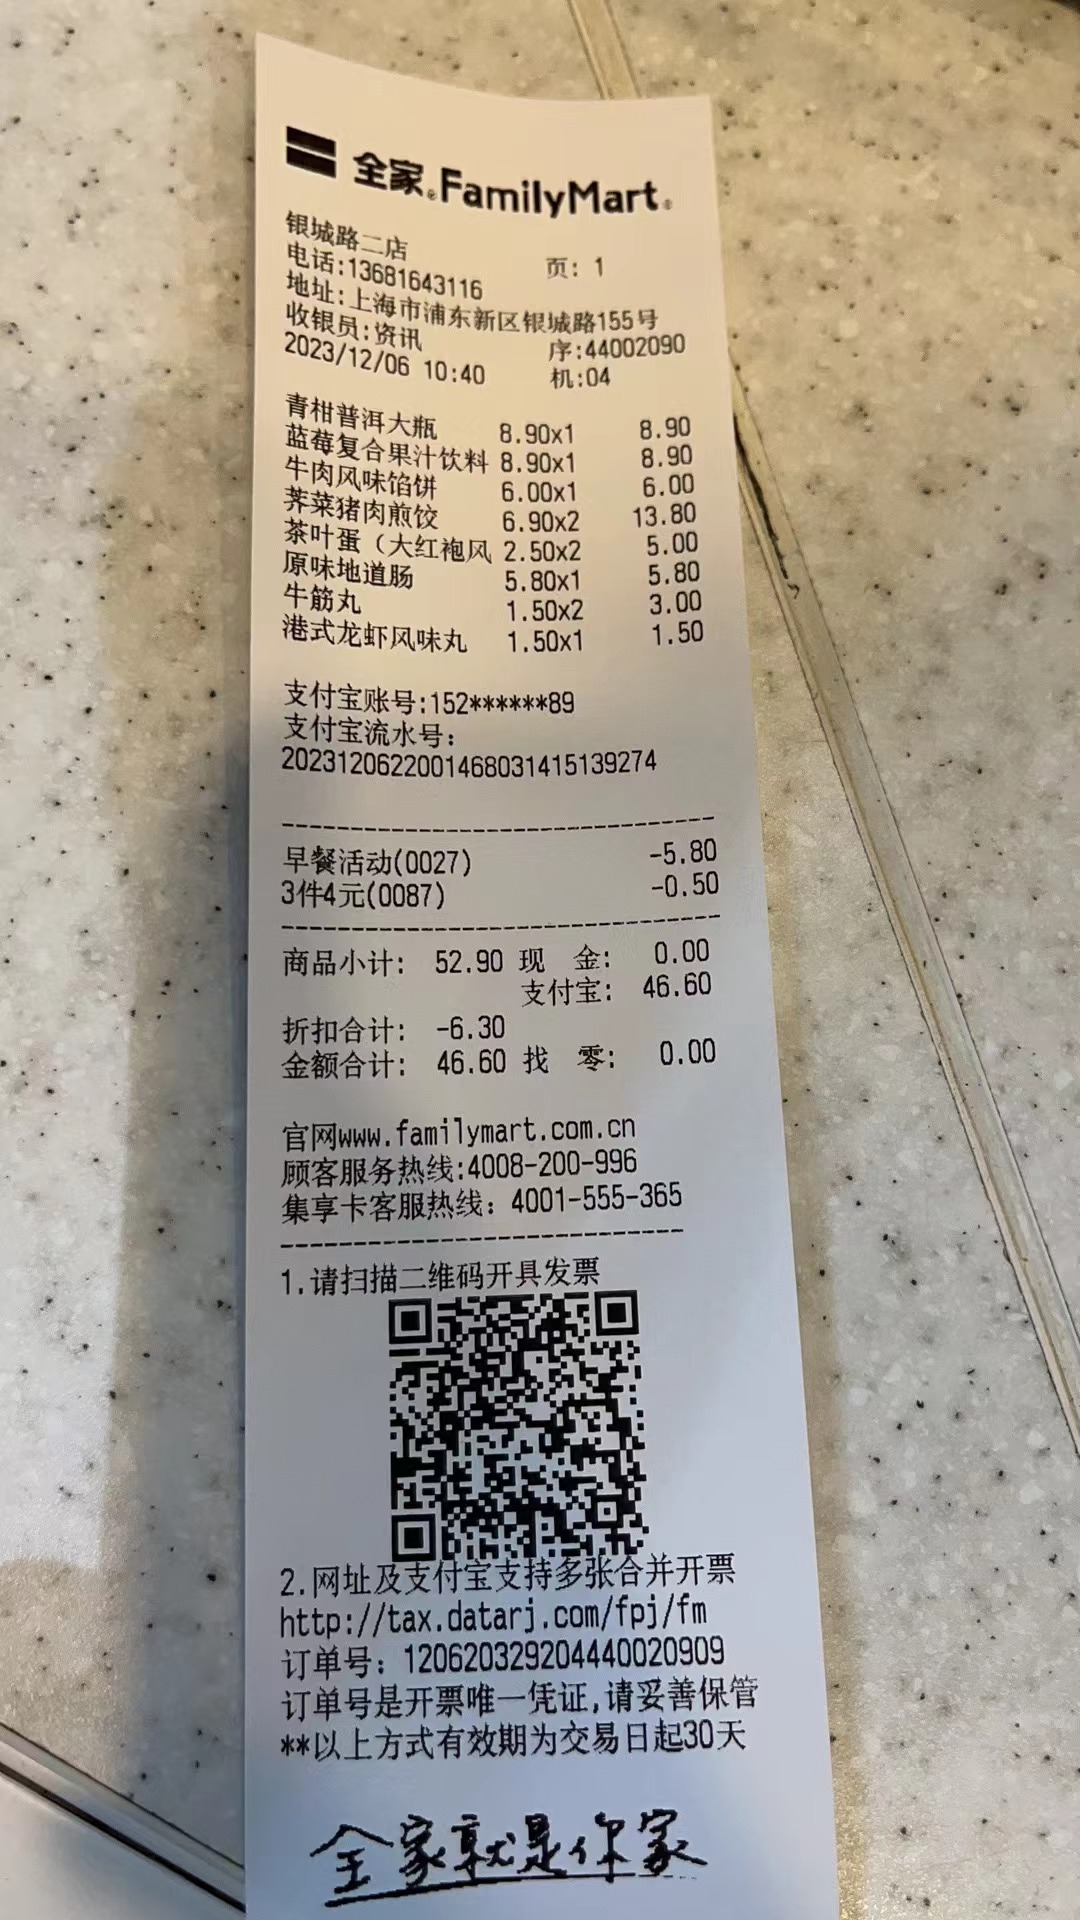 全家 FamilyMart
银城路二店
电话:13681643116 页: 1
地址:上海市浦东新区银城路155号
收银员:资讯 序:44002090
2023/12/06 10:40 机:04
青柑普洱大瓶 8.90x1 8.90
蓝莓复合果汁饮料 8.90x1 8.90
牛肉风味馅饼 6.00x1 6.00
荠菜猪肉煎饺 6.90x2 13.80
茶叶蛋（大红袍风 2.50x2 5.00
原味地道肠 5.80x1 5.80
牛筋丸 1.50x2 3.00
港式龙虾风味丸 1.50x1 1.50
支付宝账号:152******89
支付宝流水号:
2023120622001468031415139274
早餐活动(0027) -5.80
3件4元(0087) -0.50
商品小计: 52.90 现 金: 0.00
支付宝: 46.60
折扣合计: -6.30
金额合计: 46.60 找 零: 0.00
官网www.familymart.com.cn
顾客服务热线:4008-200-996
集享卡客服热线: 4001-555-365
1.请扫描二维码开具发票
2.网址及支付宝支持多张合并开票
http://tax.datarj.com/fpj/fm
订单号: 120620329204440020909
订单号是开票唯一凭证,请妥善保管
**以上方式有效期为交易日起30天
全家就是你家